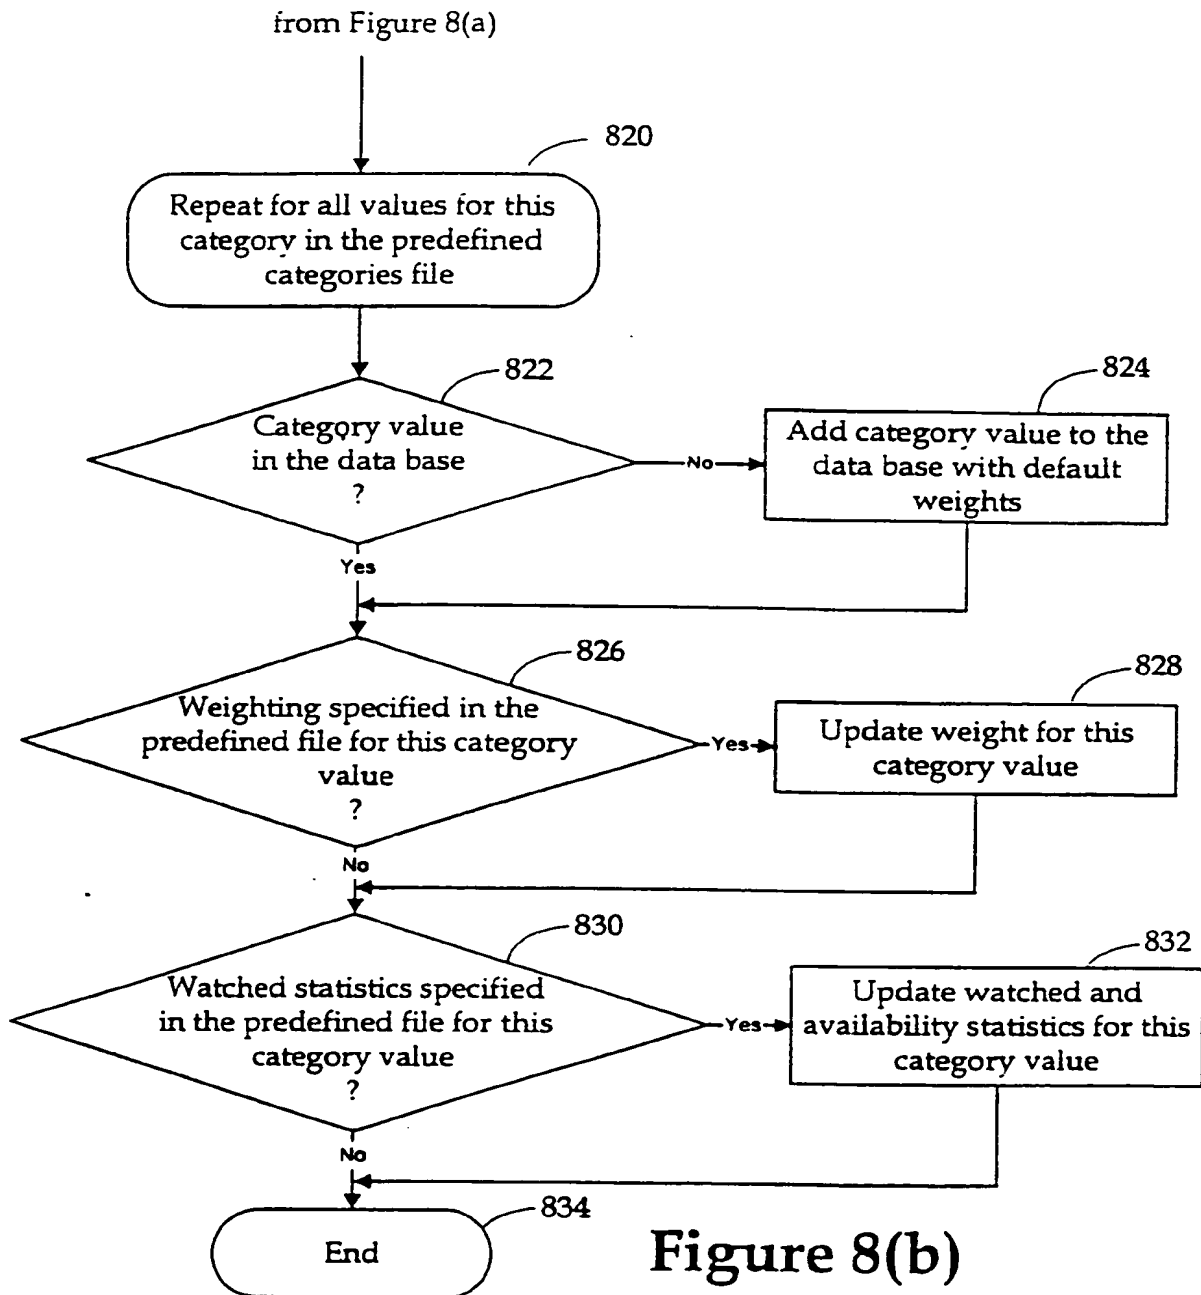 from Figure 8(a)
820
Repeat for all values for this
category in the predefined
categories file
822
Category value
in the data base
?
No
824
Add category value to the
data base with default
weights
Yes
826
Weighting specified in the
predefined file for this category
value
?
Yes
828
Update weight for this
category value
No
830
Watched statistics specified
in the predefined file for this
category value
?
Yes
832
Update watched and
availability statistics for this
category value
No
834
End
Figure 8(b)